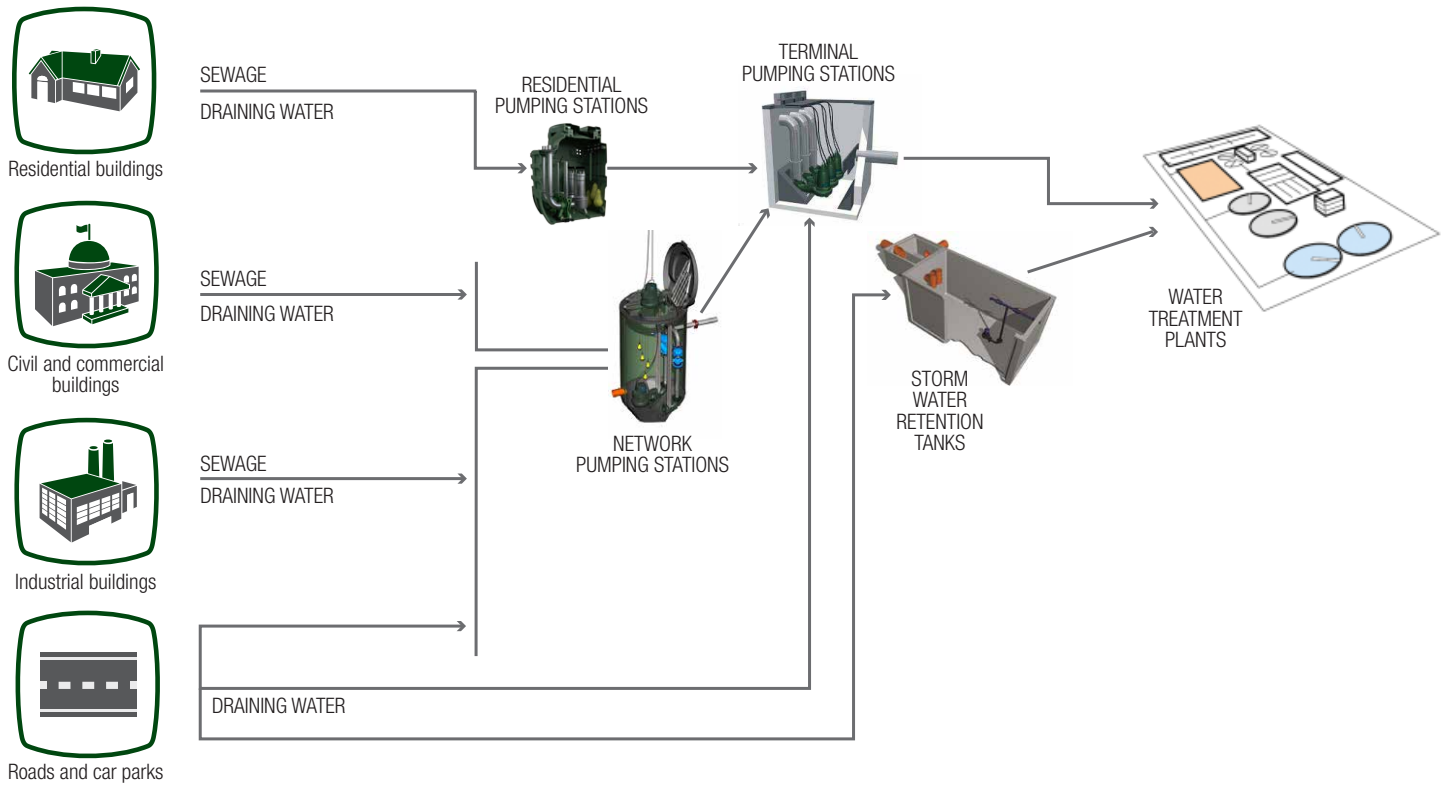 SEWAGE
DRAINING WATER
Residential buildings
RESIDENTIAL
PUMPING STATIONS
TERMINAL
PUMPING STATIONS
SEWAGE
DRAINING WATER
Civil and commercial
buildings
NETWORK
PUMPING STATIONS
STORM
WATER
RETENTION
TANKS
WATER
TREATMENT
PLANTS
SEWAGE
DRAINING WATER
Industrial buildings
DRAINING WATER
Roads and car parks